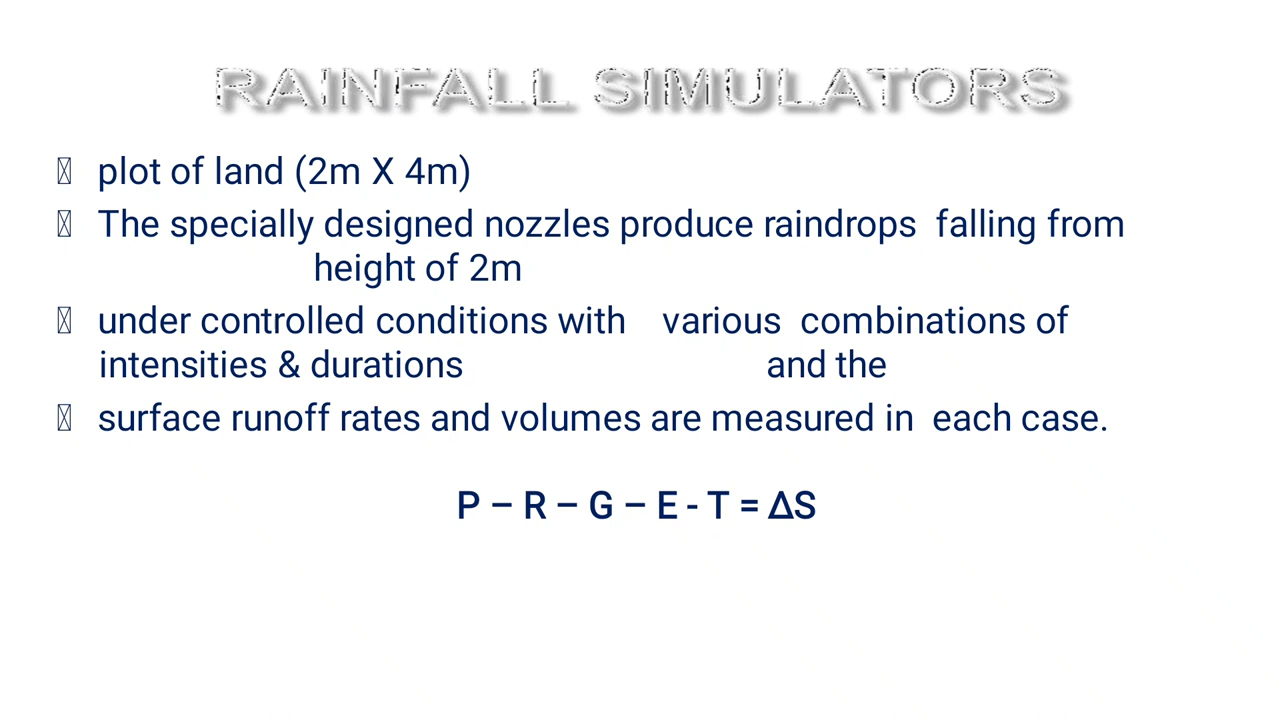 RAINFALL SIMULATORS
plot of land (2m X 4m)
The specially designed nozzles produce raindrops falling from
height of 2m
under controlled conditions with various combinations of
intensities & durations and the
surface runoff rates and volumes are measured in each case.
P – R – G – E - T = ΔS